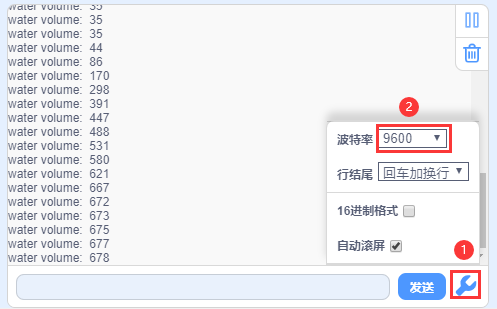 water volume: 35
water volume: 35
water volume: 35
water volume: 44
water volume: 86
water volume: 170
water volume: 298
water volume: 391
water volume: 447
water volume: 488
water volume: 531
water volume: 580
water volume: 621
water volume: 667
water volume: 672
water volume: 673
water volume: 675
water volume: 677
water volume: 678
2
波特率 9600
行结尾 回车加换行
16进制格式
自动滚屏
1
发送